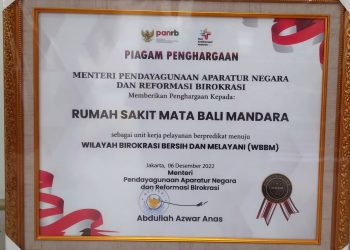 panrb
PIAGAM PENGHARGAAN
MENTERI PENDAYAGUNAAN APARATUR NEGARA
DAN REFORMASI BIROKRASI
Memberikan Penghargaan Kepada:
RUMAH SAKIT MATA BALI MANDARA
sebagai unit kerja pelayanan berpredikat menuju
WILAYAH BIROKRASI BERSIH DAN MELAYANI (WBBM)
Jakarta, 06 Desember 2022
Menteri
Pendayagunaan Aparatur Negara
dan Reformasi Birokrasi
Abdullah Azwar Anas